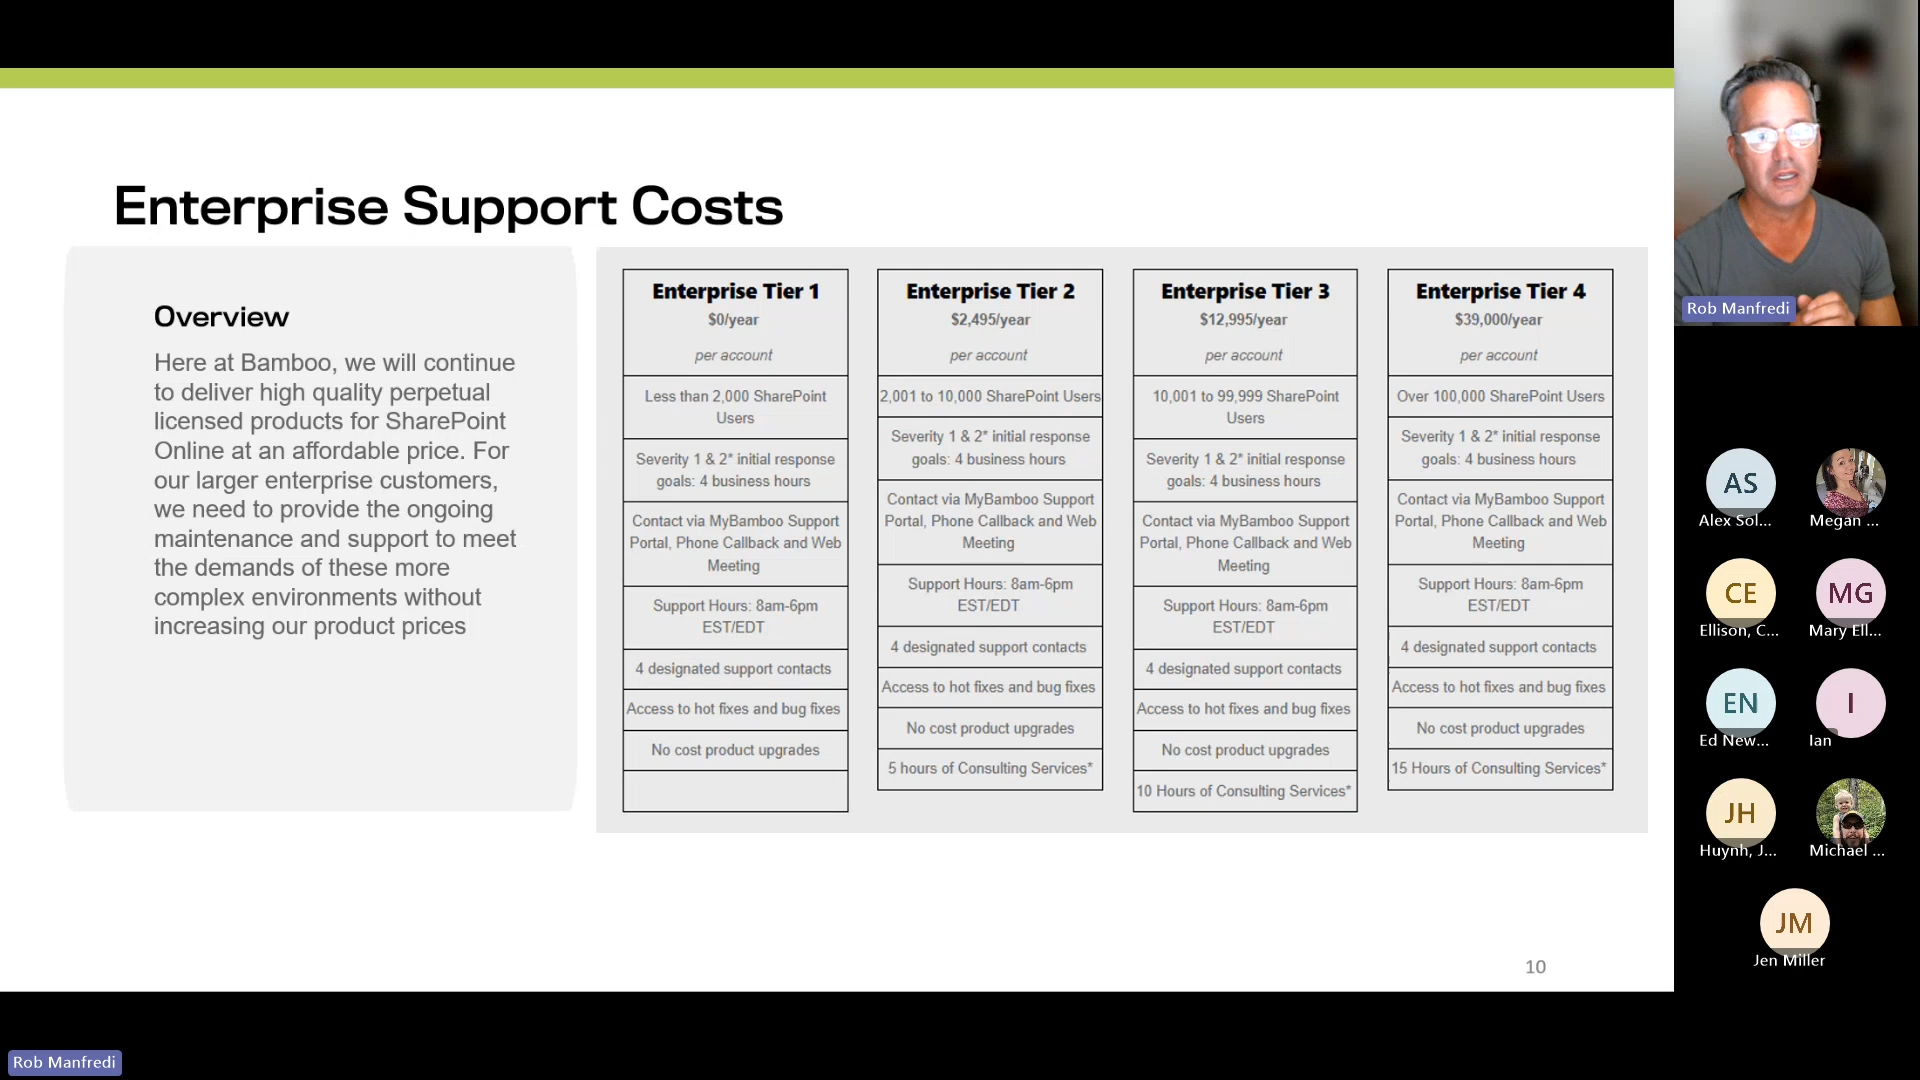 Enterprise Support Costs
Overview
Here at Bamboo, we will continue
to deliver high quality perpetual
licensed products for SharePoint
Online at an affordable price. For
our larger enterprise customers,
we need to provide the ongoing
maintenance and support to meet
the demands of these more
complex environments without
increasing our product prices
Enterprise Tier 1
$0/year
per account
Less than 2,000 SharePoint
Users
Severity 1 & 2* initial response
goals: 4 business hours
Contact via MyBamboo Support
Portal, Phone Callback and Web
Meeting
Support Hours: 8am-6pm
EST/EDT
4 designated support contacts
Access to hot fixes and bug fixes
No cost product upgrades
Enterprise Tier 2
$2,495/year
per account
2,001 to 10,000 SharePoint Users
Severity 1 & 2* initial response
goals: 4 business hours
Contact via MyBamboo Support
Portal, Phone Callback and Web
Meeting
Support Hours: 8am-6pm
EST/EDT
4 designated support contacts
Access to hot fixes and bug fixes
No cost product upgrades
5 hours of Consulting Services*
Enterprise Tier 3
$12,995/year
per account
10,001 to 99,999 SharePoint
Users
Severity 1 & 2* initial response
goals: 4 business hours
Contact via MyBamboo Support
Portal, Phone Callback and Web
Meeting
Support Hours: 8am-6pm
EST/EDT
4 designated support contacts
Access to hot fixes and bug fixes
No cost product upgrades
10 Hours of Consulting Services*
Enterprise Tier 4
$39,000/year
per account
Over 100,000 SharePoint Users
Severity 1 & 2* initial response
goals: 4 business hours
Contact via MyBamboo Support
Portal, Phone Callback and Web
Meeting
Support Hours: 8am-6pm
EST/EDT
4 designated support contacts
Access to hot fixes and bug fixes
No cost product upgrades
15 Hours of Consulting Services*
10
Rob Manfredi
AS
Alex Sol...
Megan ...
CE
Ellison, C...
MG
Mary Ell...
EN
Ed New...
I
Ian
JH
Huynh, J...
Michael ...
JM
Jen Miller
Rob Manfredi